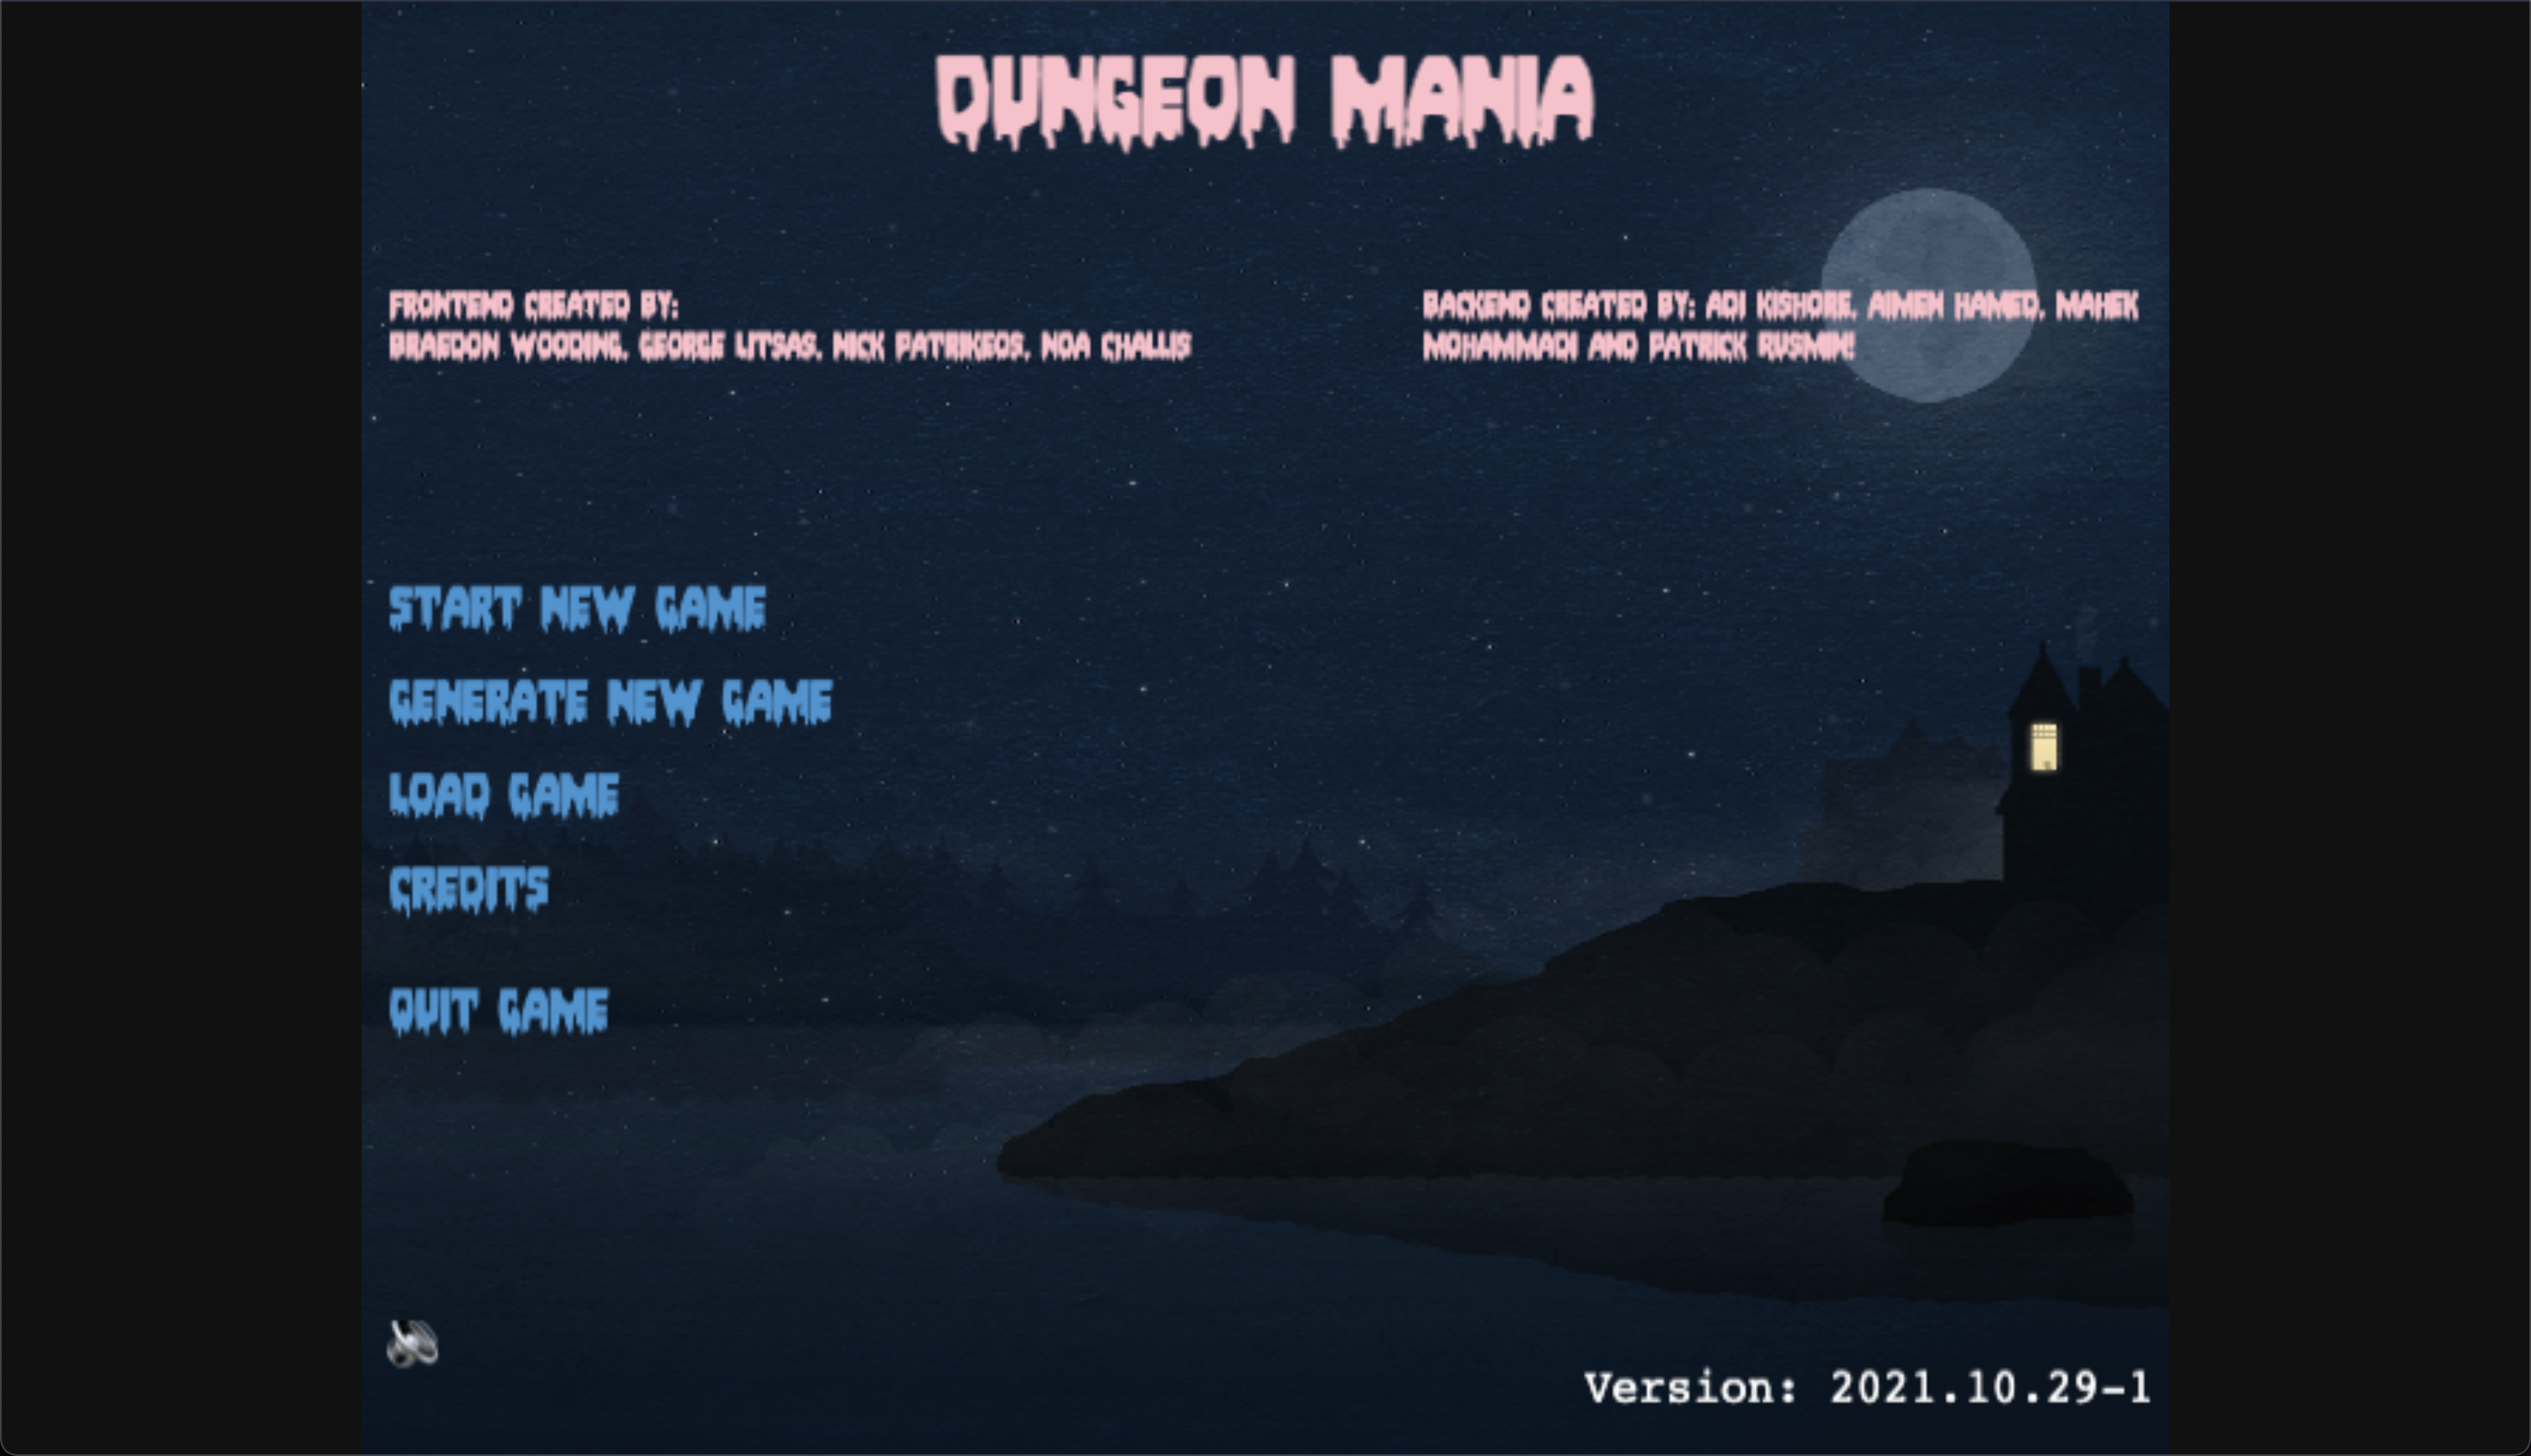 DUNGEON MANIA
FRONTEND CREATED BY:
BRAEDON WOODING, GEORGE LITSAS, NICK PATRIKEOS, NOA CHALLIS
BACKEND CREATED BY: ADI KISHORE, AIMEN HAMED, MAHEK
MOHAMMADI AND PATRICK RUSMIN!
START NEW GAME
GENERATE NEW GAME
LOAD GAME
CREDITS
QUIT GAME
Version: 2021.10.29-1